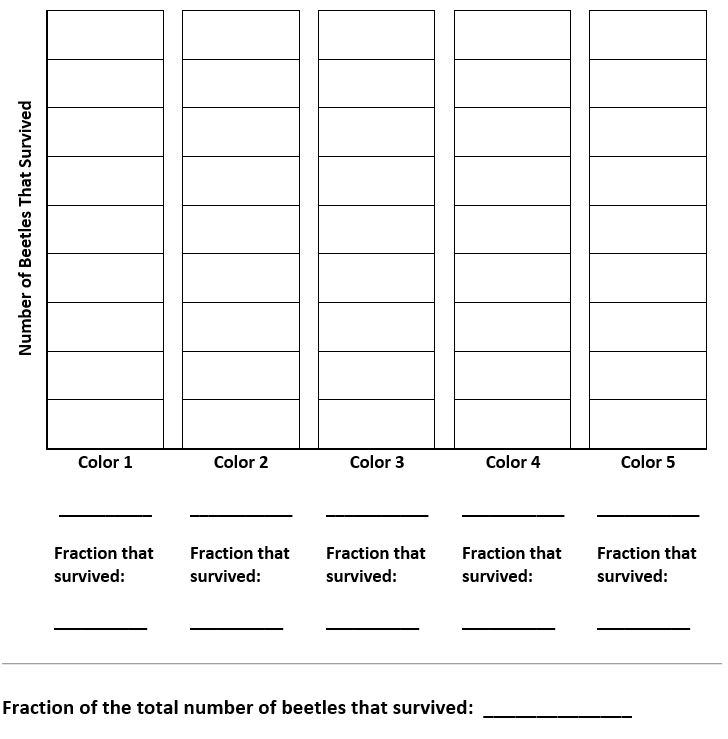 Number of Beetles That Survived
Color 1 Color 2 Color 3 Color 4 Color 5
Fraction that survived:
Fraction that survived:
Fraction that survived:
Fraction that survived:
Fraction that survived:
Fraction of the total number of beetles that survived: